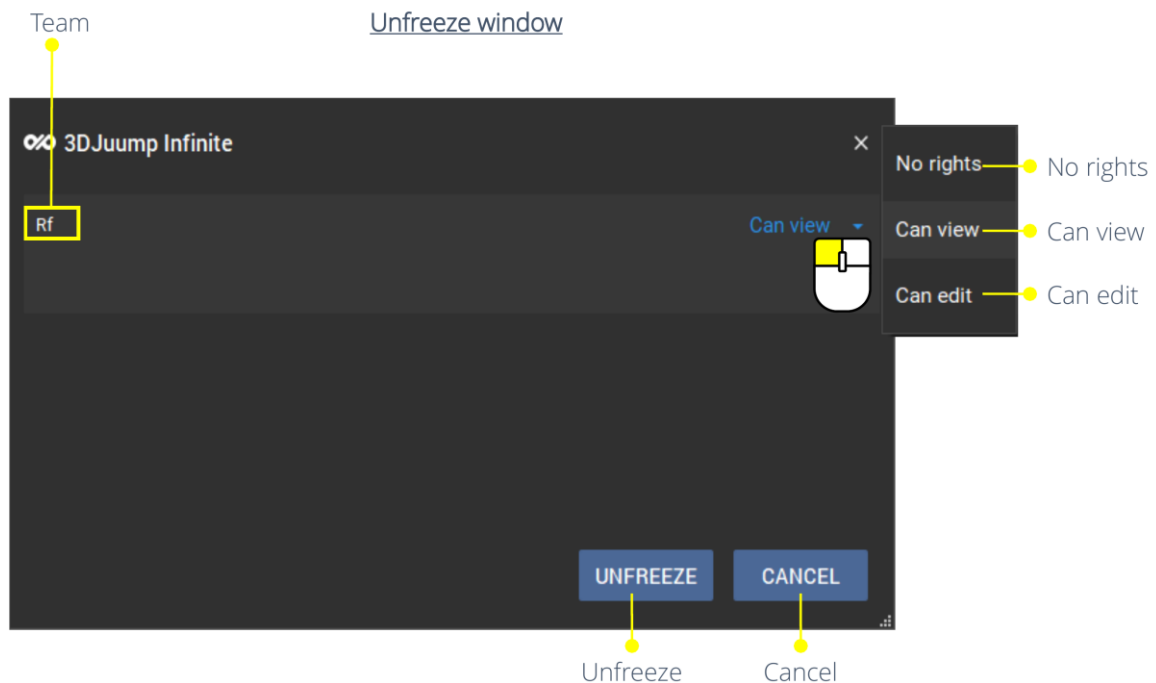 Team
Unfreeze window
3DJuump Infinite
No rights
No rights
Rf
Can view
Can view
Can view
Can edit
Can edit
UNFREEZE
CANCEL
Unfreeze
Cancel